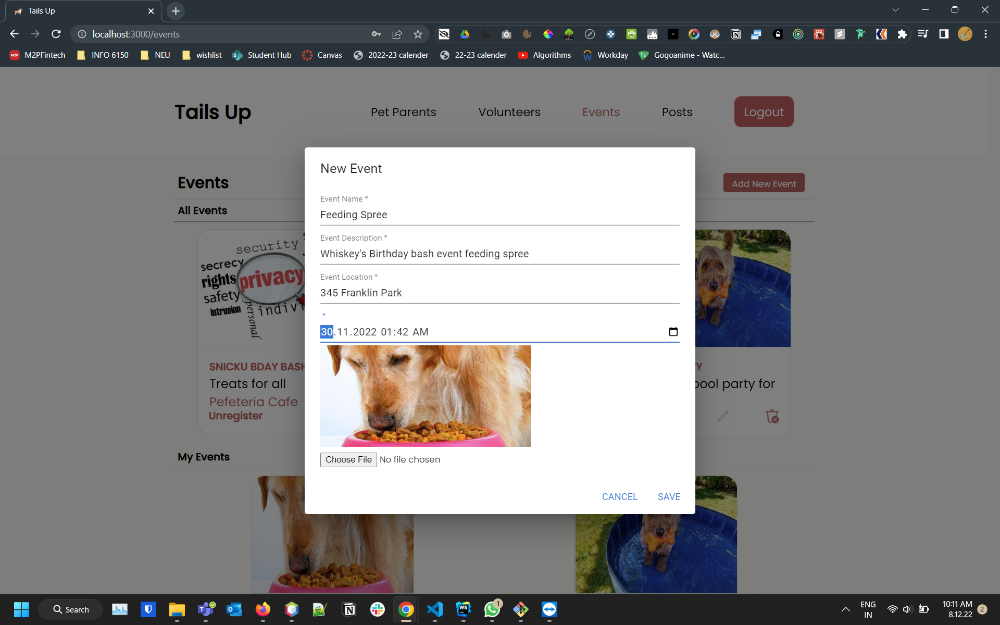 Tails Up
localhost:3000/events
M2PFintech
INFO 6150
NEU
wishlist
Student Hub
Canvas
2022-23 calender
22-23 calender
Algorithms
Workday
Gogoanime - Watc...
Tails Up
Pet Parents
Volunteers
Events
Posts
Logout
Events
Add New Event
All Events
security
secrecy
rights
privacy
safety
intrusion
personal
indivi
SNICKU BDAY BASH
Treats for all
Pefeteria Cafe
Unregister
Y
pool party for
My Events
New Event
Event Name *
Feeding Spree
Event Description *
Whiskey's Birthday bash event feeding spree
Event Location *
345 Franklin Park
*
30.11.2022 01:42 AM
Choose File No file chosen
CANCEL
SAVE
Search
1
ENG
IN
10:11 AM
8.12.22
2